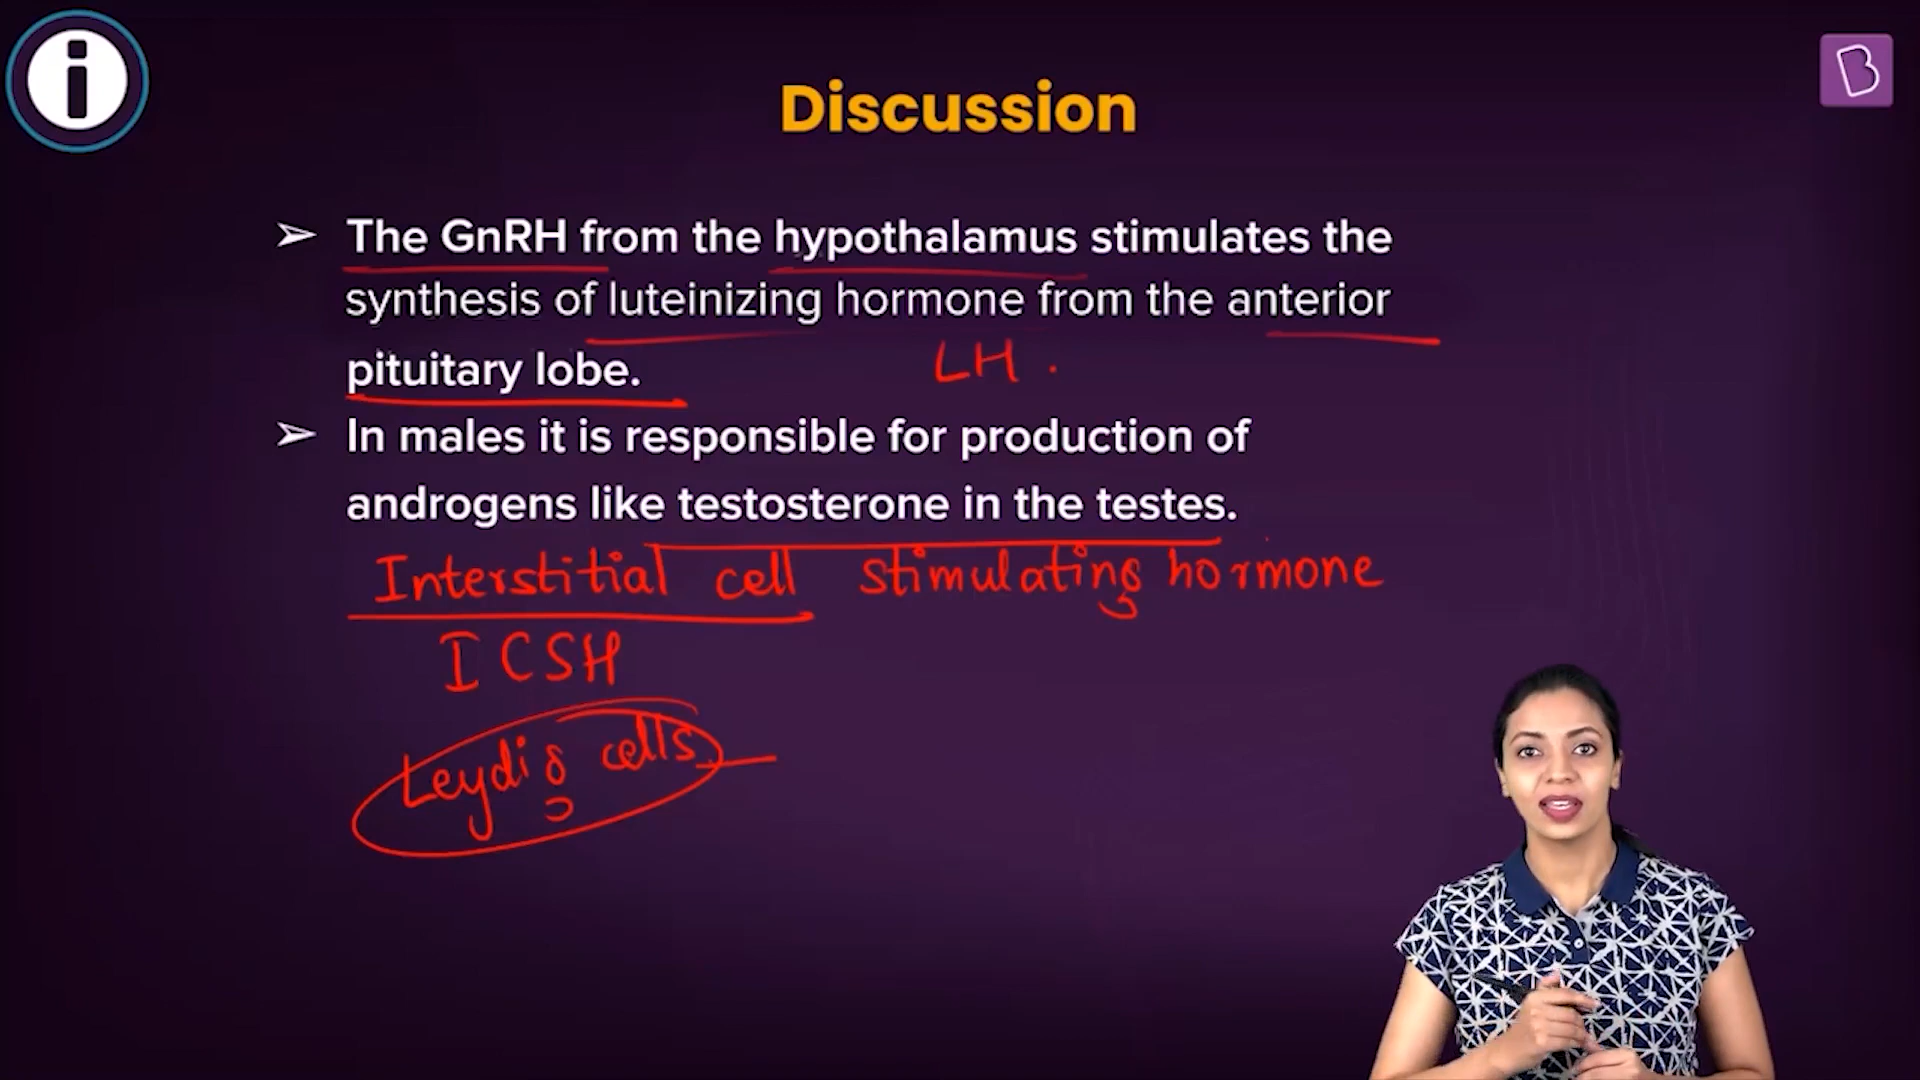 i
B
Discussion
➢ The GnRH from the hypothalamus stimulates the
synthesis of luteinizing hormone from the anterior
pituitary lobe.
LH .
➢ In males it is responsible for production of
androgens like testosterone in the testes.
Interstitial cell stimulating hormone
ICSH
Leydig cells